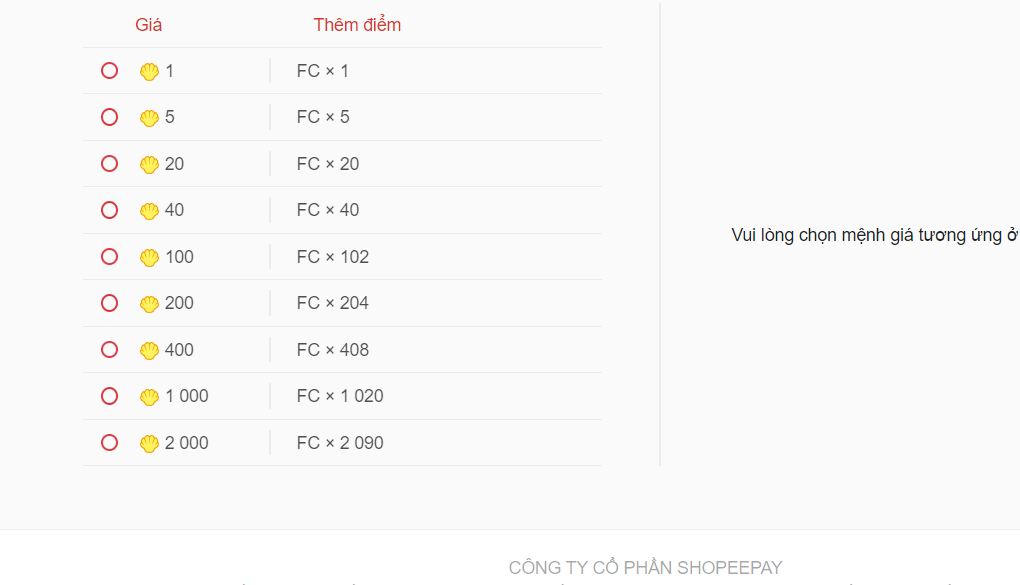 Giá Thêm điểm
1 FC × 1
5 FC × 5
20 FC × 20
40 FC × 40
100 FC × 102
200 FC × 204
400 FC × 408
1 000 FC × 1 020
2 000 FC × 2 090
Vui lòng chọn mệnh giá tương ứng ở
CÔNG TY CỔ PHẦN SHOPEEPAY